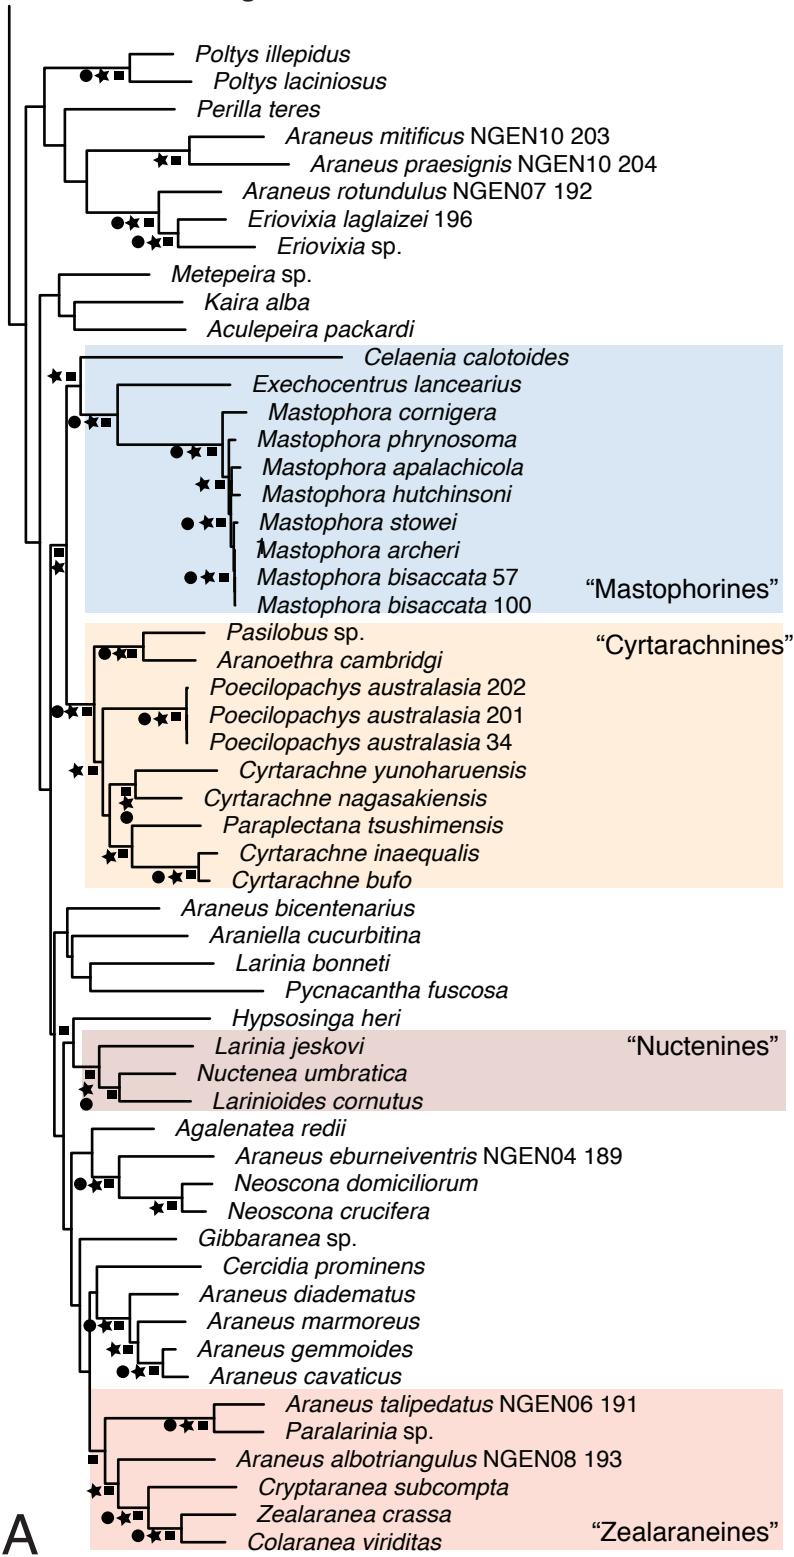 Poltys illepidus
Poltys laciniosus
Perilla teres
Araneus mitificus NGEN10 203
Araneus praesignis NGEN10 204
Araneus rotundulus NGEN07 192
Eriovixia laglaizei 196
Eriovixia sp.
Metepeira sp.
Kaira alba
Aculepeira packardi
Celaenia calotoides
Exechocentrus lancearius
Mastophora cornigera
Mastophora phrynosoma
Mastophora apalachicola
Mastophora hutchinsoni
Mastophora stowei
Mastophora archeri
Mastophora bisaccata 57
“Mastophorines”
Mastophora bisaccata 100
Pasilobus sp.
“Cyrtarachnines”
Aranoethra cambridgi
Poecilopachys australasia 202
Poecilopachys australasia 201
Poecilopachys australasia 34
Cyrtarachne yunoharuensis
Cyrtarachne nagasakiensis
Paraplectana tsushimensis
Cyrtarachne inaequalis
Cyrtarachne bufo
Araneus bicentenarius
Araniella cucurbitina
Larinia bonneti
Pycnacantha fuscosa
Hypsosinga heri
Larinia jeskovi
“Nuctenines”
Nuctenea umbratica
Larinioides cornutus
Agalenatea redii
Araneus eburneiventris NGEN04 189
Neoscona domiciliorum
Neoscona crucifera
Gibbaranea sp.
Cercidia prominens
Araneus diadematus
Araneus marmoreus
Araneus gemmoides
Araneus cavaticus
Araneus talipedatus NGEN06 191
Paralarinia sp.
Araneus albotriangulus NGEN08 193
Cryptaranea subcompta
Zealaranea crassa
Colaranea viriditas
“Zealaraneines”
A